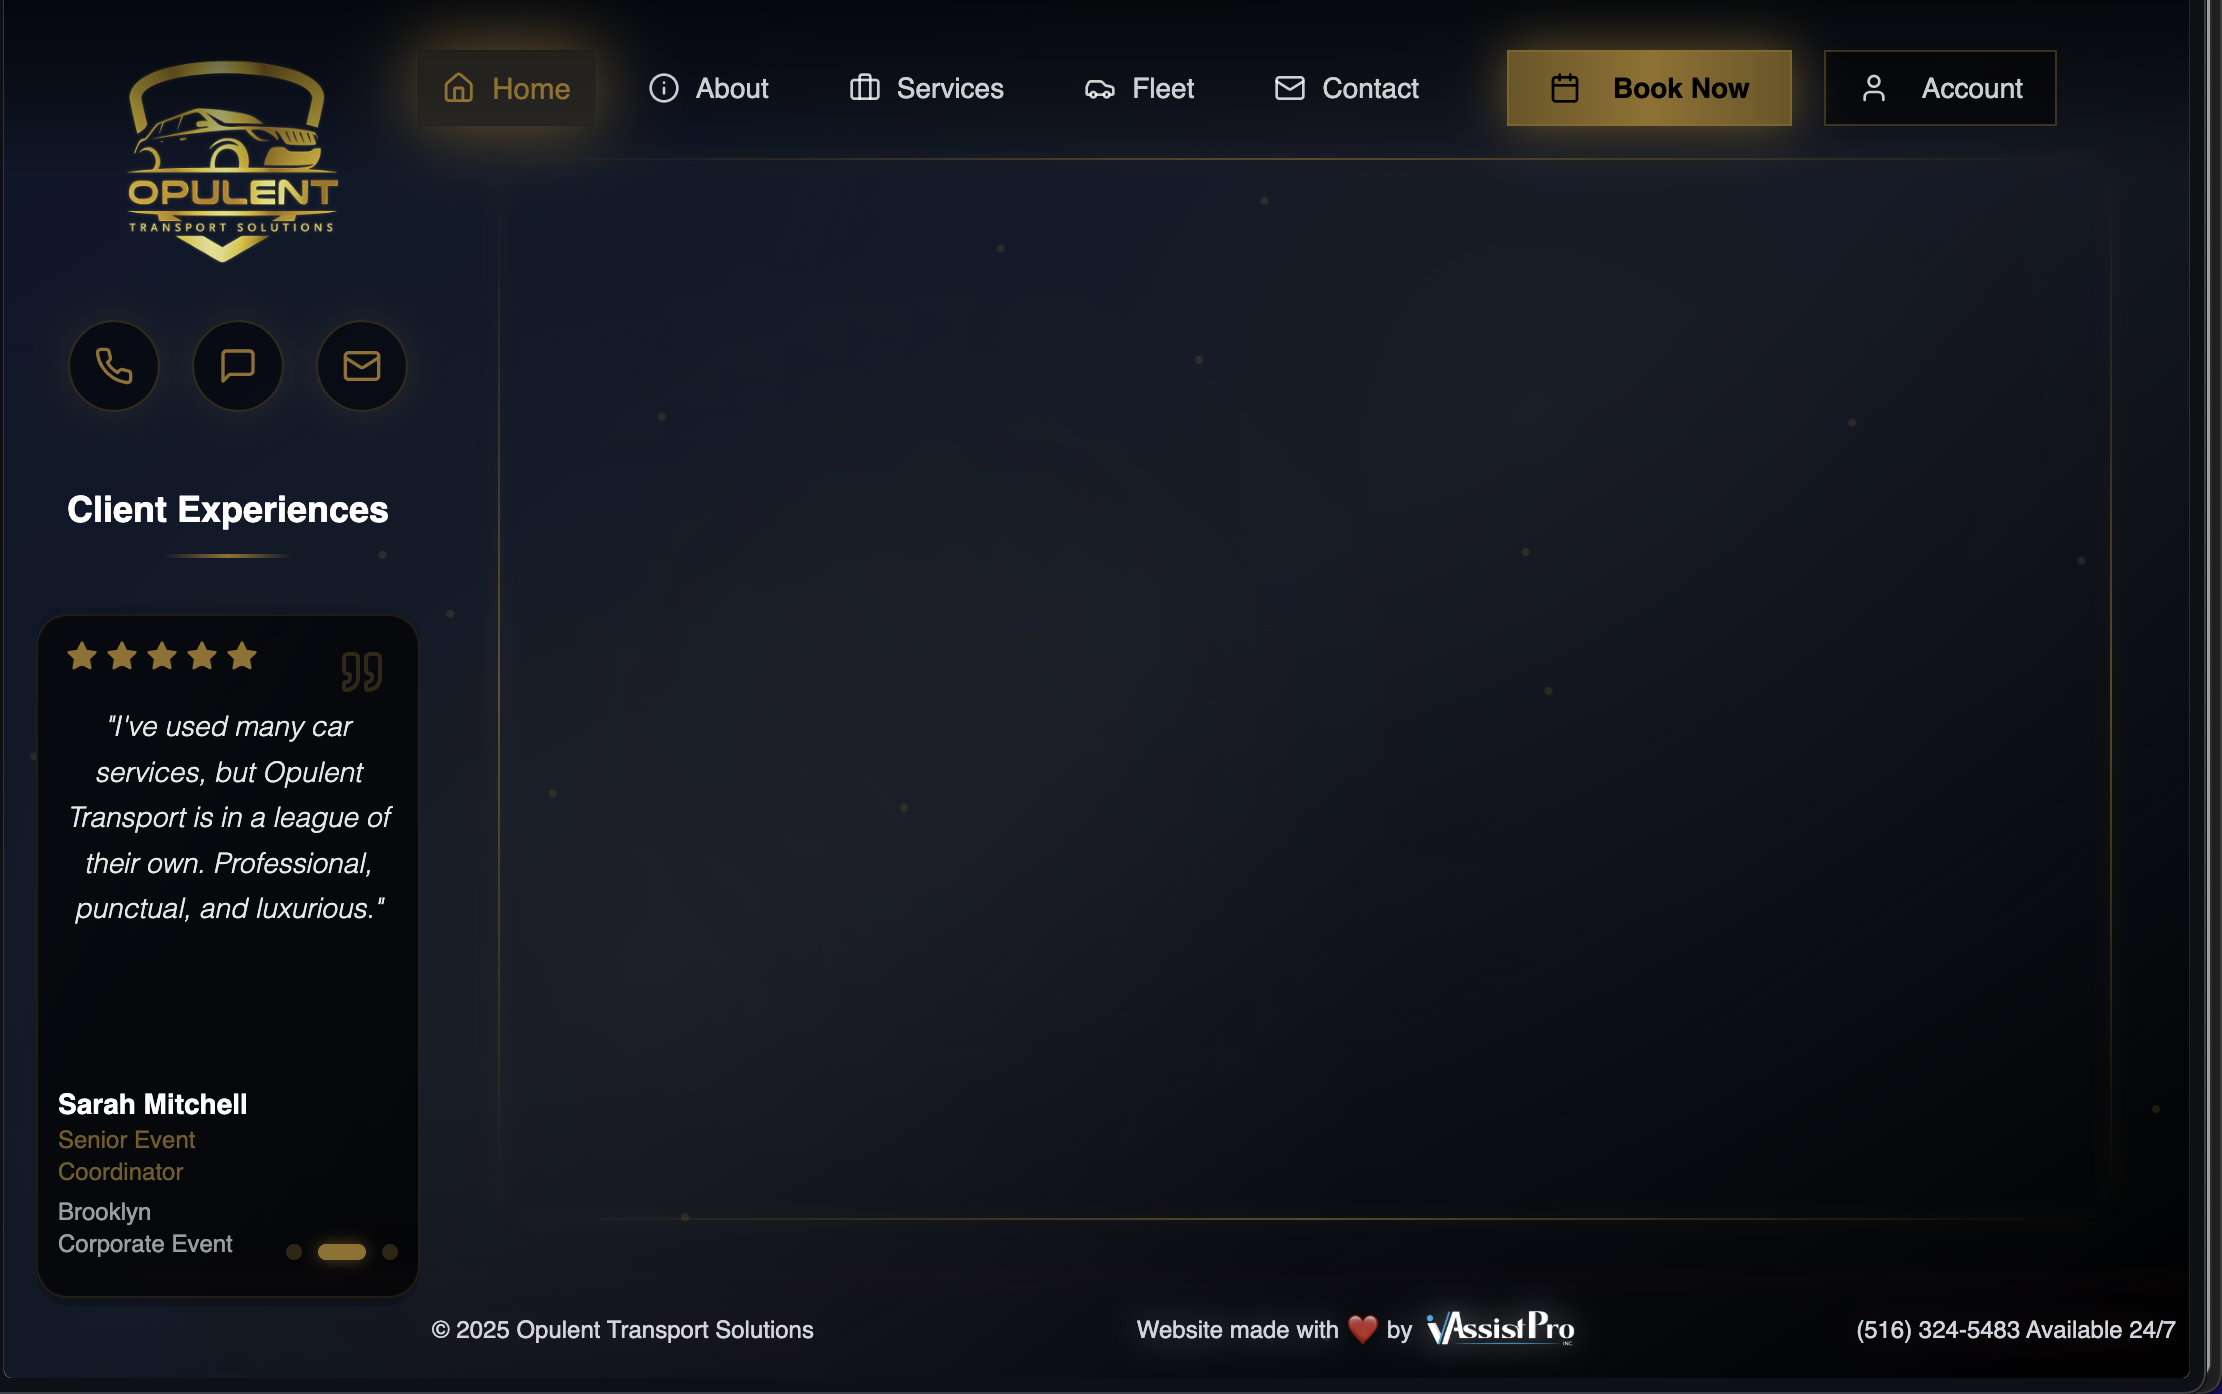 Home
About
Services
Fleet
Contact
Book Now
Account
OPULENT
TRANSPORT SOLUTIONS
Client Experiences
"I've used many car
services, but Opulent
Transport is in a league of
their own. Professional,
punctual, and luxurious."
Sarah Mitchell
Senior Event
Coordinator
Brooklyn
Corporate Event
© 2025 Opulent Transport Solutions
Website made with ❤️ by iVAssistPro INC.
(516) 324-5483 Available 24/7